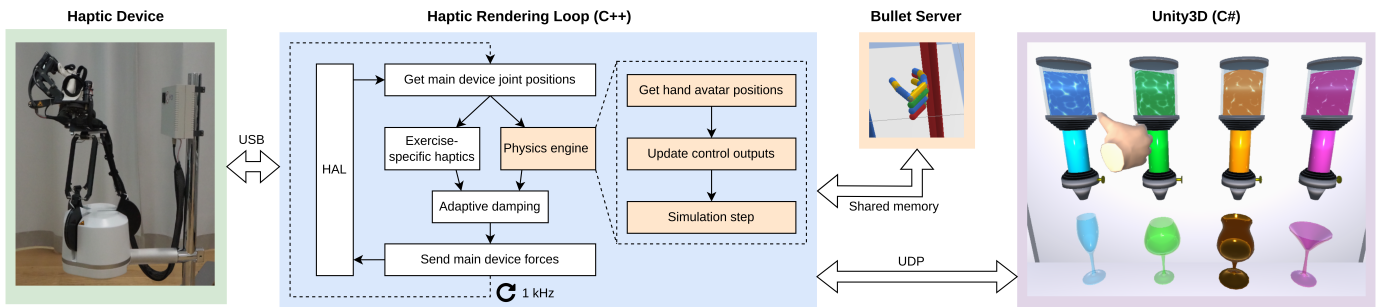 Haptic Device
Haptic Rendering Loop (C++)
Bullet Server
Unity3D (C#)
USB
HAL
Get main device joint positions
Exercise-
specific haptics
Physics engine
Adaptive damping
Send main device forces
1 kHz
Get hand avatar positions
Update control outputs
Simulation step
Shared memory
UDP